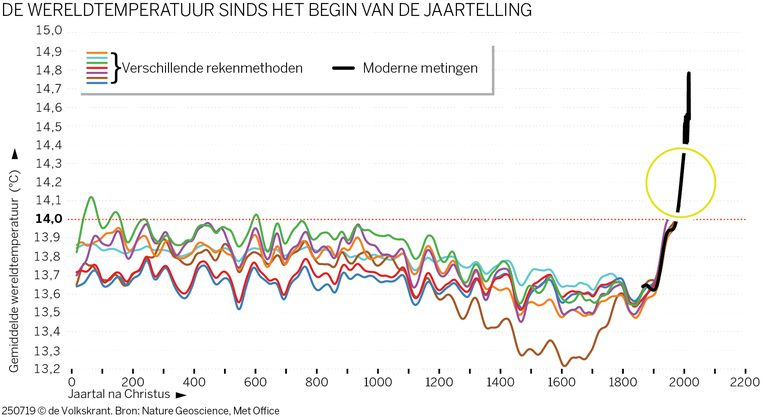 DE WERELDTEMPERATUUR SINDS HET BEGIN VAN DE JAARTELLING
15,0
14,9
14,8
14,7
14,6
14,5
14,4
14,3
14,2
14,1
14,0
13,9
13,8
13,7
13,6
13,5
13,4
13,3
13,2
Gemiddelde wereldtemperatuur (°C) ►
Verschillende rekenmethoden
Moderne metingen
0 200 400 600 800 1000 1200 1400 1600 1800 2000 2200
Jaartal na Christus ►
250719 © de Volkskrant. Bron: Nature Geoscience, Met Office